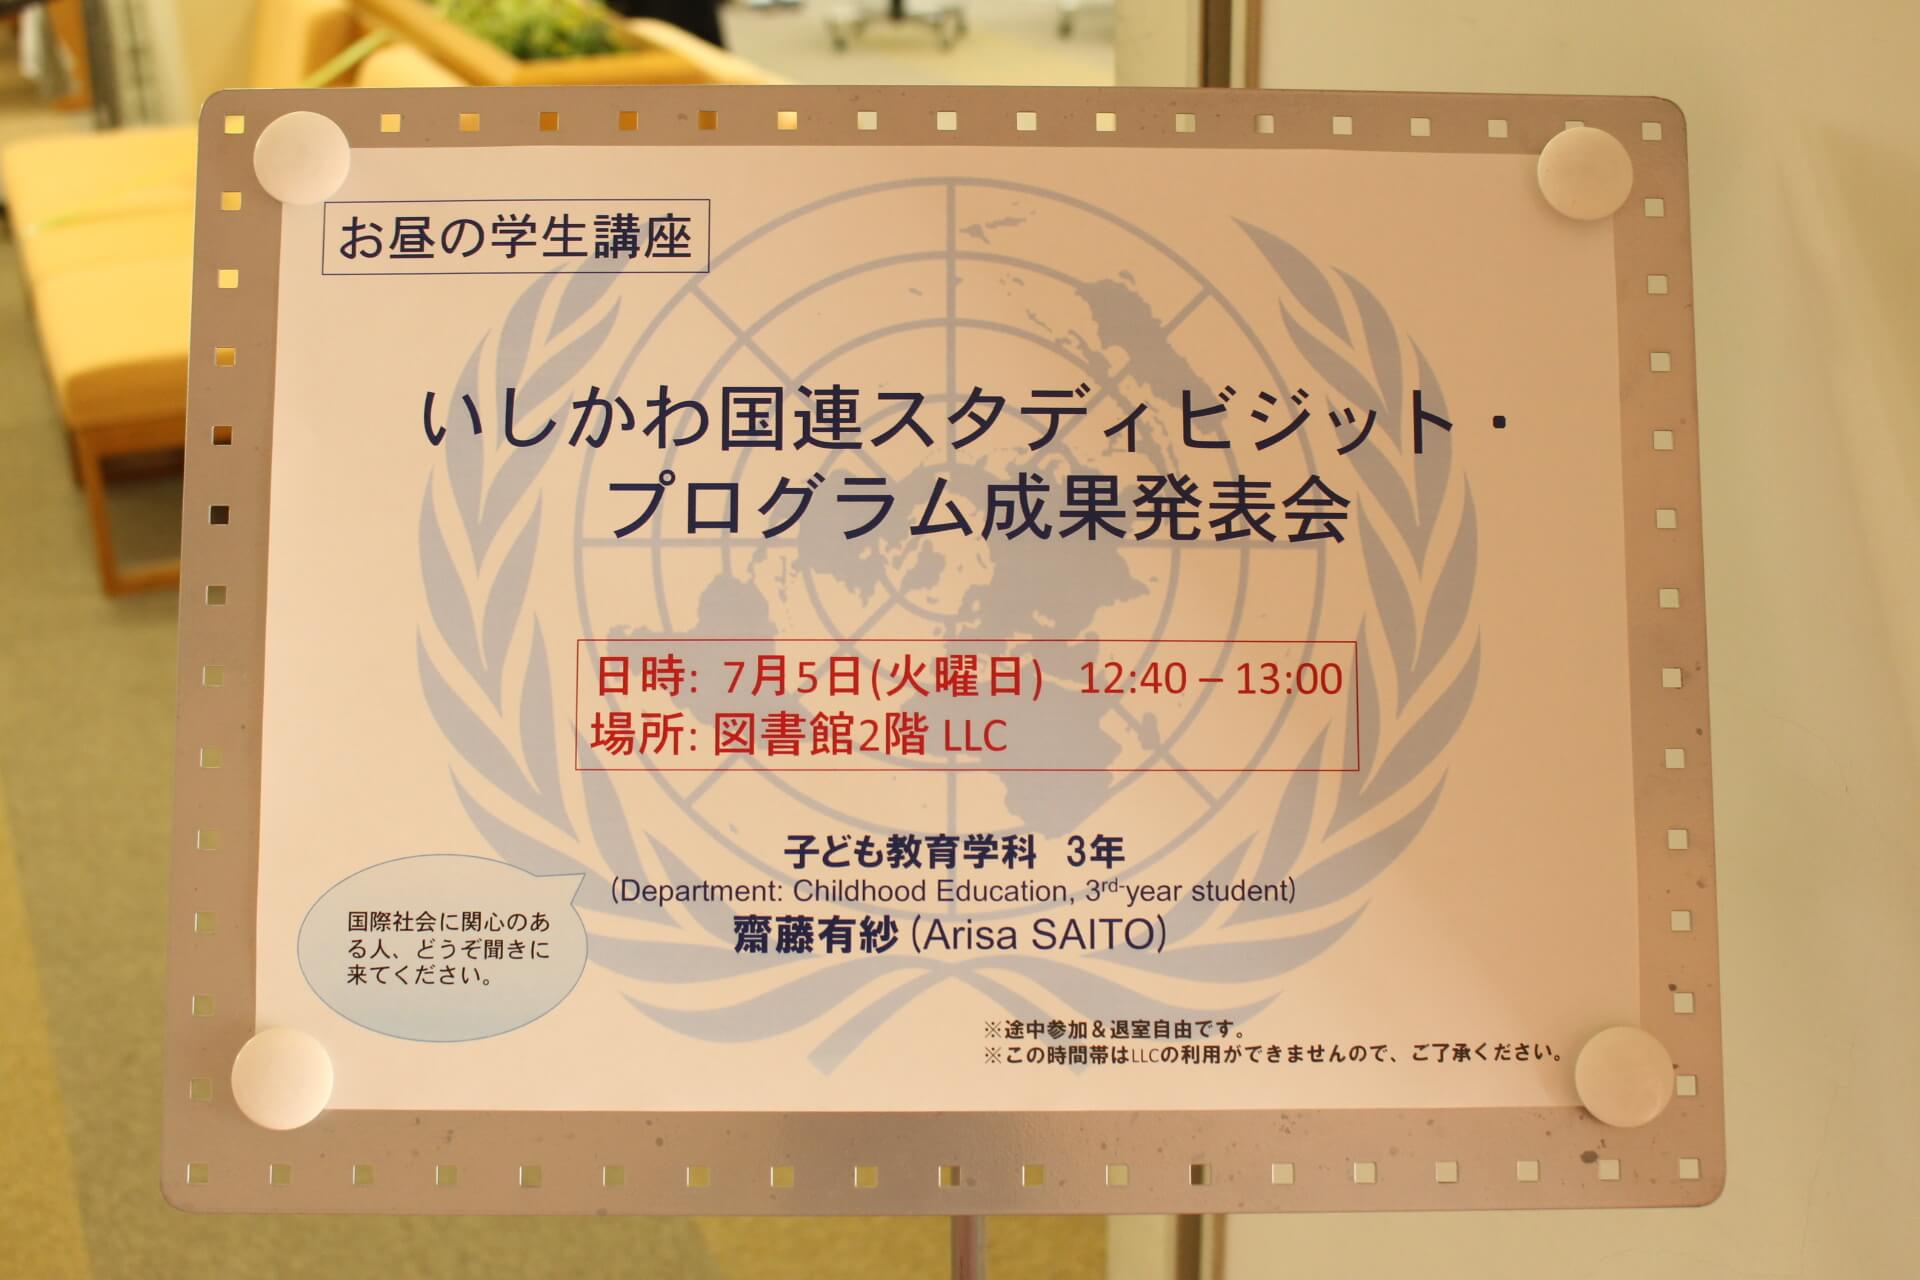 お昼の学生講座
いしかわ国連スタディビジット・
プログラム成果発表会
日時: 7月5日(火曜日) 12:40 – 13:00
場所: 図書館2階 LLC
子ども教育学科 3年
(Department: Childhood Education, 3rd-year student)
齋藤有紗 (Arisa SAITO)
国際社会に関心のあ
る人、どうぞ聞きに
来てください。
※途中参加＆退室自由です。
※この時間帯はLLCの利用ができませんので、ご了承ください。